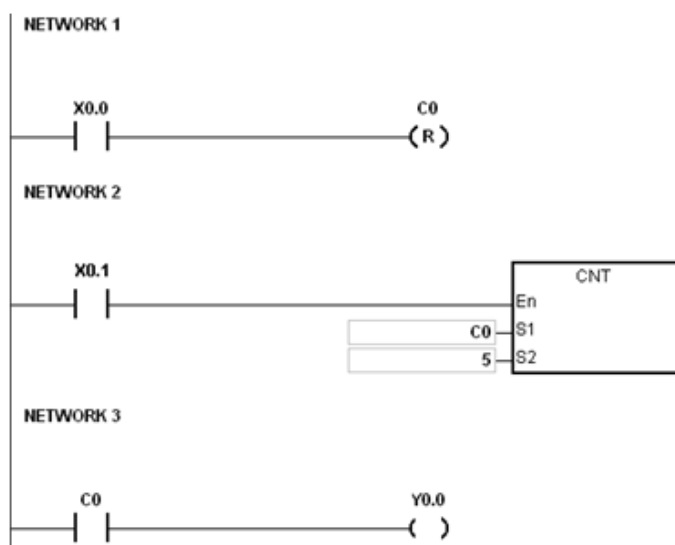 NETWORK 1
X0.0 C0
R
NETWORK 2
X0.1
CNT
En
C0 S1
5 S2
NETWORK 3
C0 Y0.0